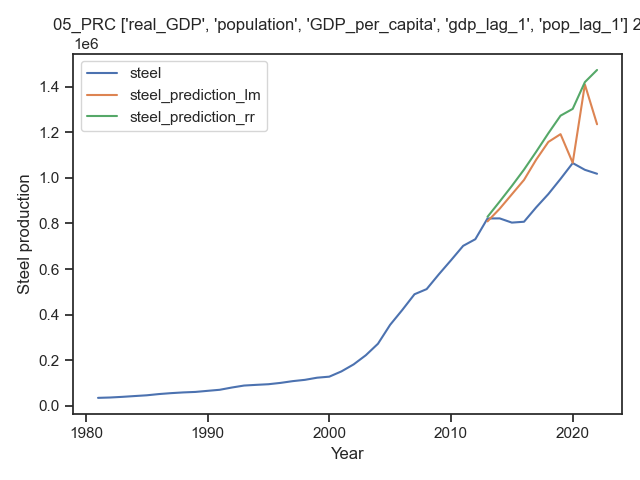 05_PRC ['real_GDP', 'population', 'GDP_per_capita', 'gdp_lag_1', 'pop_lag_1'] 2
1e6
steel
steel_prediction_lm
steel_prediction_rr
1.4
1.2
1.0
0.8
0.6
0.4
0.2
0.0
Steel production
1980 1990 2000 2010 2020
Year